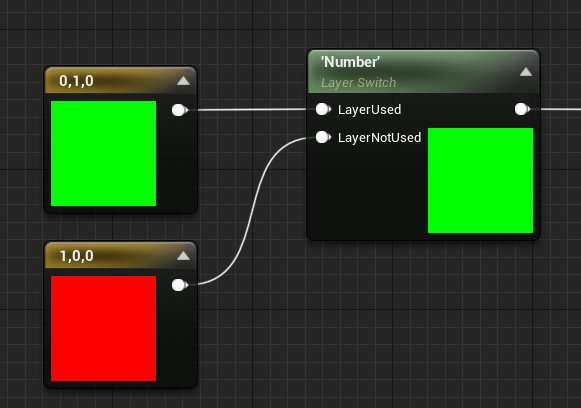 0,1,0
'Number'
Layer Switch
LayerUsed
LayerNotUsed
1,0,0